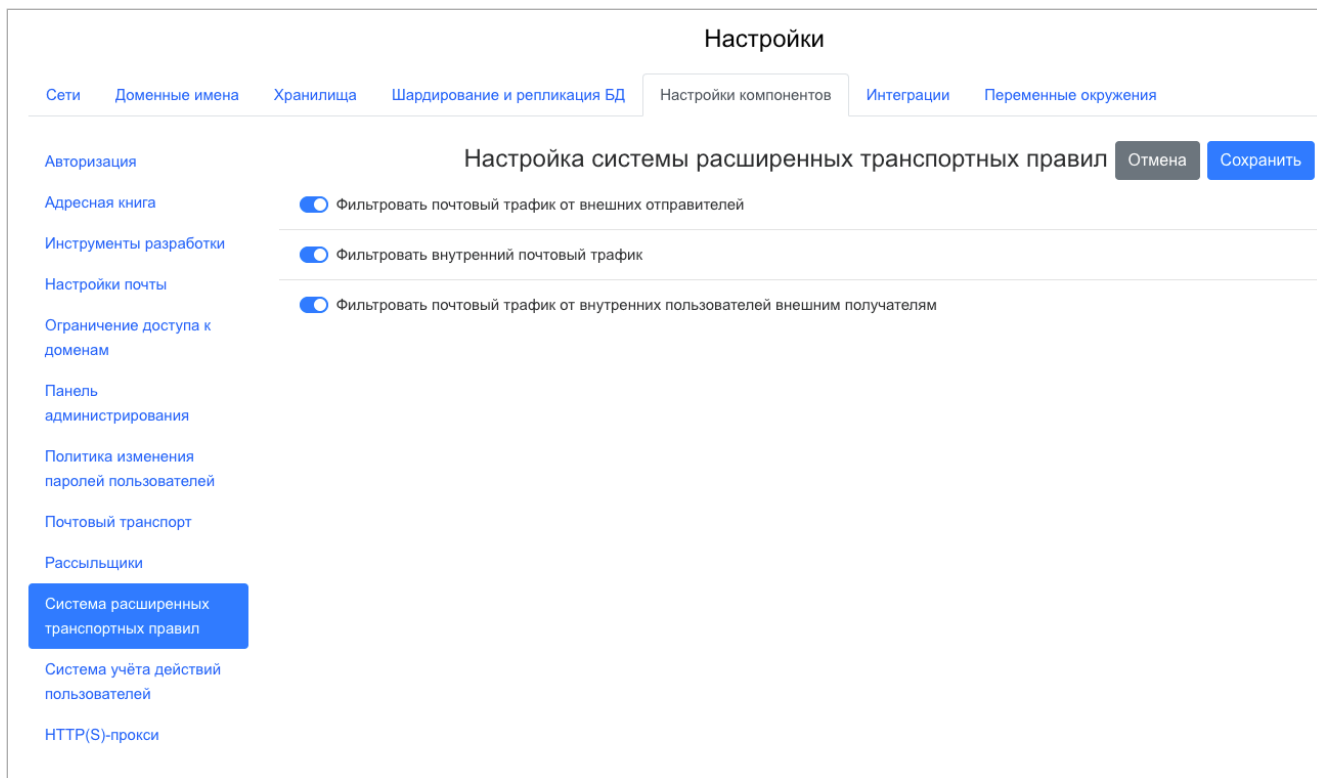 Настройки
Сети
Доменные имена
Хранилища
Шардирование и репликация БД
Настройки компонентов
Интеграции
Переменные окружения
Авторизация
Адресная книга
Инструменты разработки
Настройки почты
Ограничение доступа к
доменам
Панель
администрирования
Политика изменения
паролей пользователей
Почтовый транспорт
Рассыльщики
Система расширенных
транспортных правил
Система учёта действий
пользователей
HTTP(S)-прокси
Настройка системы расширенных транспортных правил
Отмена
Сохранить
Фильтровать почтовый трафик от внешних отправителей
Фильтровать внутренний почтовый трафик
Фильтровать почтовый трафик от внутренних пользователей внешним получателям